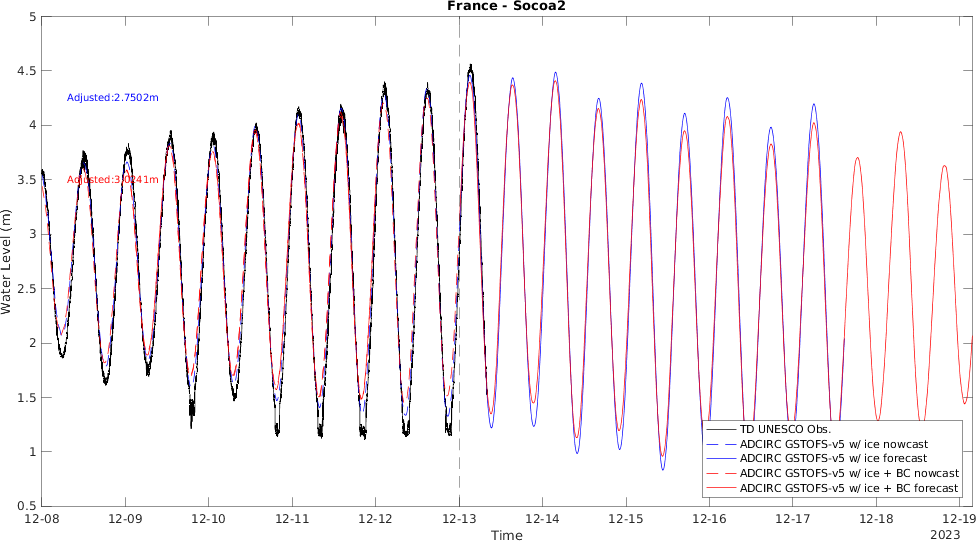 France - Socoa2
5
4.5
4
3.5
3
2.5
2
1.5
1
0.5
Water Level (m)
Adjusted:2.7502m
Adjusted:3.0241m
TD UNESCO Obs.
ADCIRC GSTOFS-v5 w/ ice nowcast
ADCIRC GSTOFS-v5 w/ ice forecast
ADCIRC GSTOFS-v5 w/ ice + BC nowcast
ADCIRC GSTOFS-v5 w/ ice + BC forecast
12-08 12-09 12-10 12-11 12-12 12-13 12-14 12-15 12-16 12-17 12-18 12-19
Time
2023